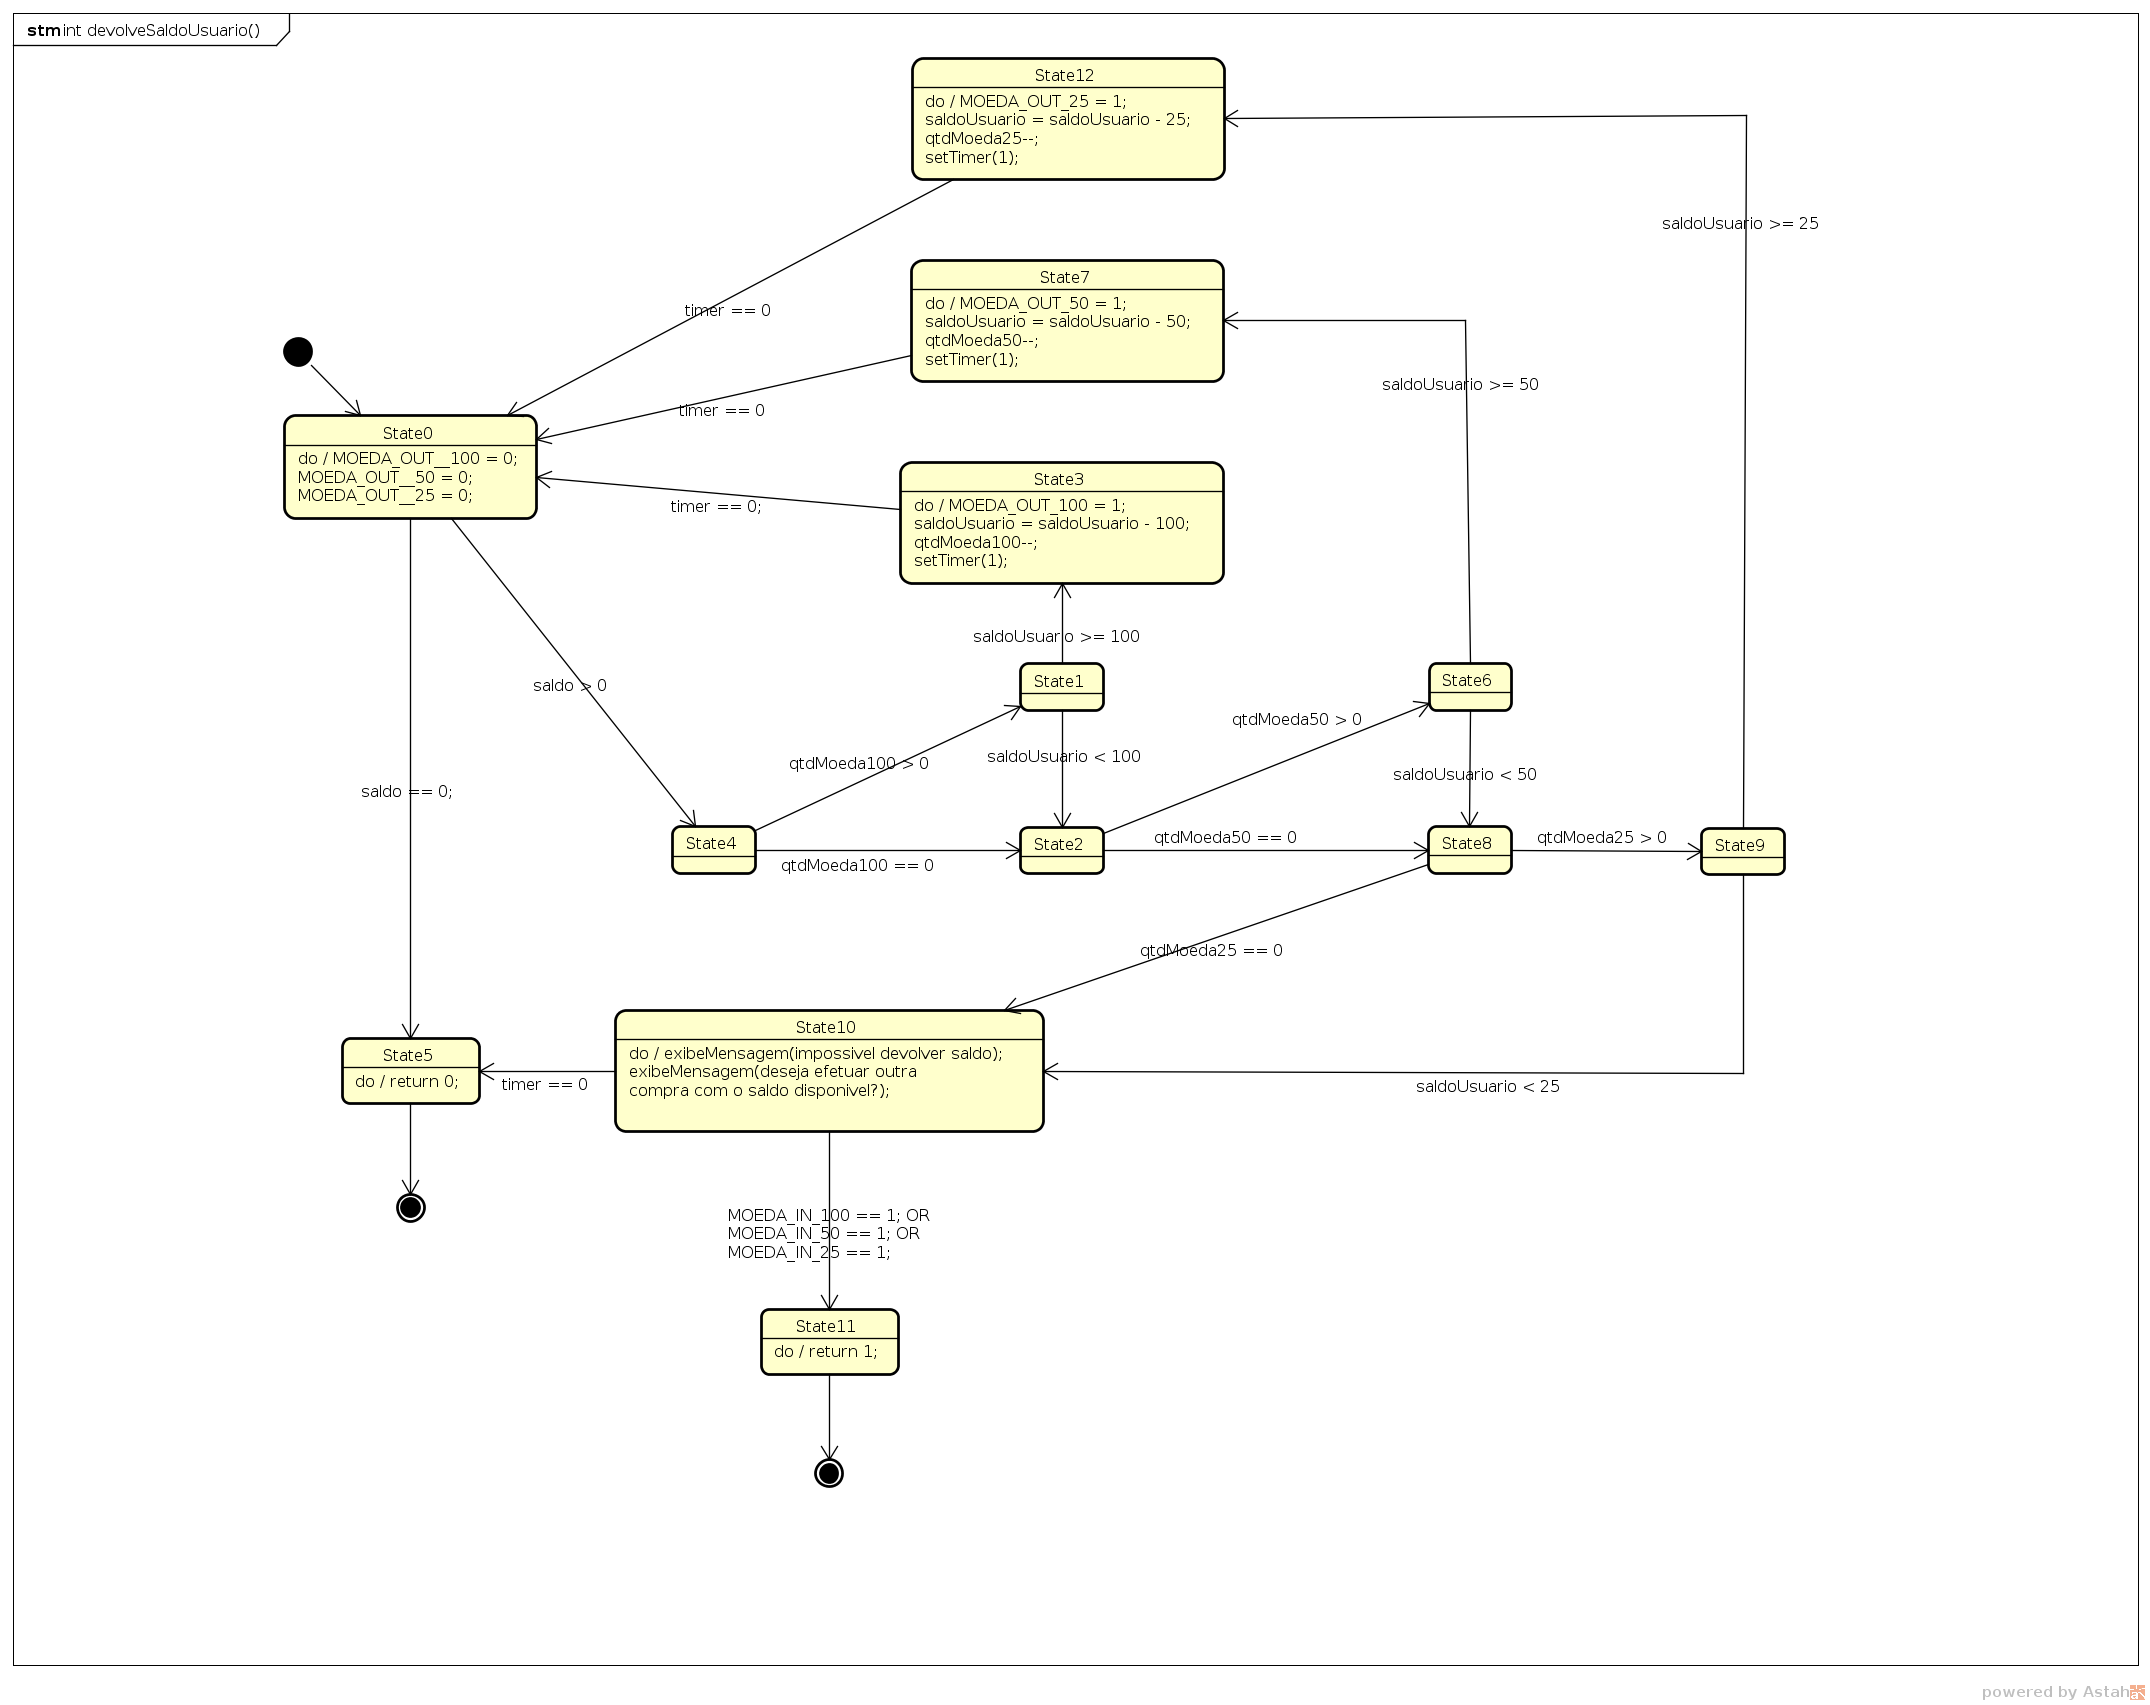 stm int devolveSaldoUsuario()
State12
do / MOEDA_OUT_25 = 1;
saldoUsuario = saldoUsuario - 25;
qtdMoeda25--;
setTimer(1);
saldoUsuario >= 25
State7
do / MOEDA_OUT_50 = 1;
saldoUsuario = saldoUsuario - 50;
qtdMoeda50--;
setTimer(1);
timer == 0
saldoUsuario >= 50
timer == 0
State0
do / MOEDA_OUT__100 = 0;
MOEDA_OUT__50 = 0;
MOEDA_OUT__25 = 0;
State3
do / MOEDA_OUT_100 = 1;
saldoUsuario = saldoUsuario - 100;
qtdMoeda100--;
setTimer(1);
timer == 0;
saldoUsuario >= 100
State1
State6
saldo > 0
qtdMoeda50 > 0
saldoUsuario < 100
qtdMoeda100 > 0
saldoUsuario < 50
saldo == 0;
State4
qtdMoeda100 == 0
State2
qtdMoeda50 == 0
State8
qtdMoeda25 > 0
State9
qtdMoeda25 == 0
State10
do / exibeMensagem(impossivel devolver saldo);
exibeMensagem(deseja efetuar outra
compra com o saldo disponivel?);
State5
do / return 0;
timer == 0
saldoUsuario < 25
MOEDA_IN_100 == 1; OR
MOEDA_IN_50 == 1; OR
MOEDA_IN_25 == 1;
State11
do / return 1;
powered by Astah